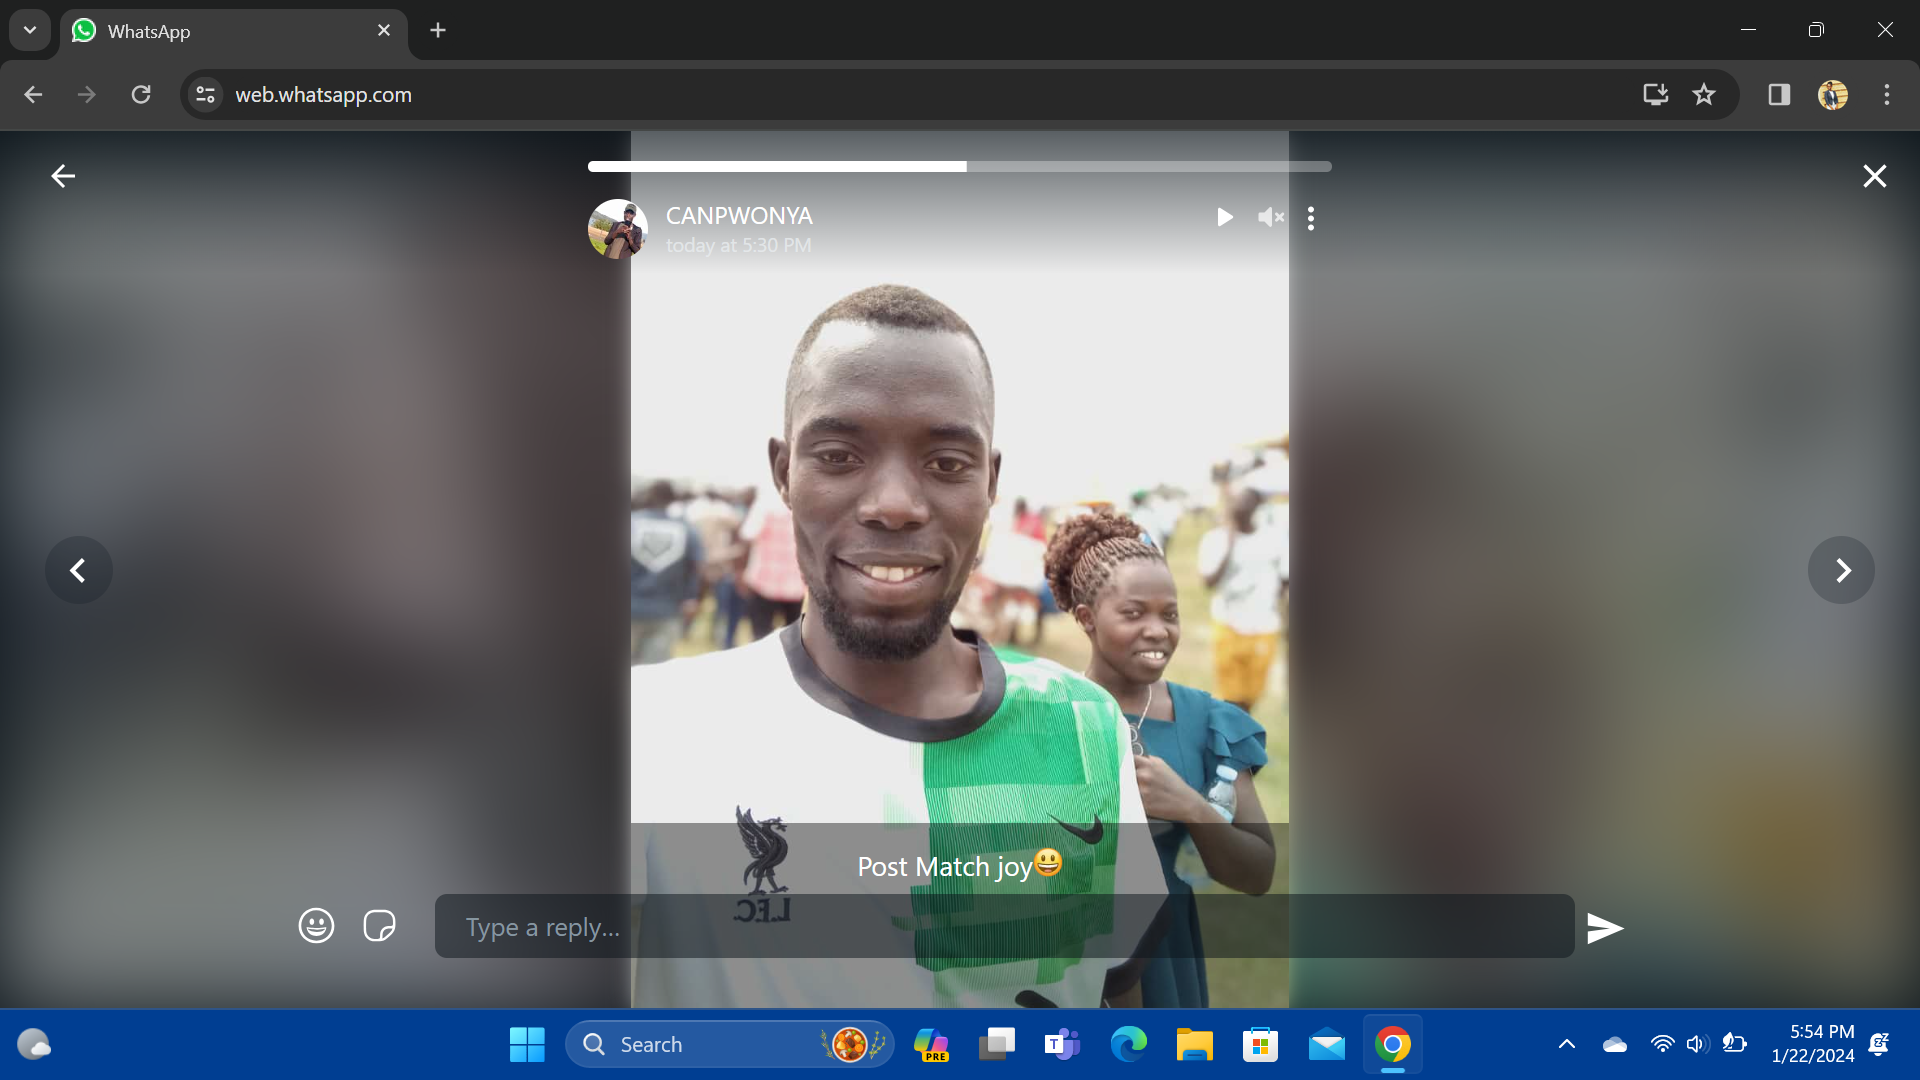 WhatsApp
web.whatsapp.com
CANPWONYA
today at 5:30 PM
Post Match joy😃
L.F.C.
Type a reply...
Search
PRE
T
5:54 PM
1/22/2024